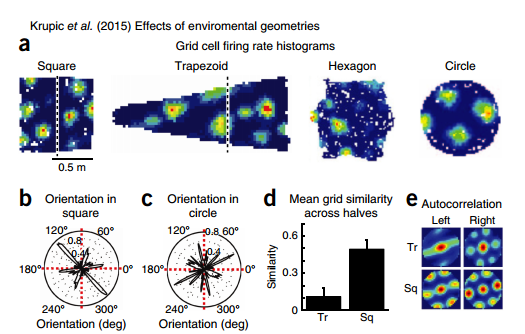 Krupic et al. (2015) Effects of enviromental geometries
a
Grid cell firing rate histograms
Square Trapezoid Hexagon Circle
0.5 m
b Orientation in square
c Orientation in circle
d Mean grid similarity across halves
e Autocorrelation
120° 60°
0.8
0.4
180° 0°
240° 300°
Orientation (deg)
120° 0.8 60°
0.4
180° 0°
240° 300°
Orientation (deg)
Similarity
0.6
0.3
0
Tr Sq
Left Right
Tr
Sq